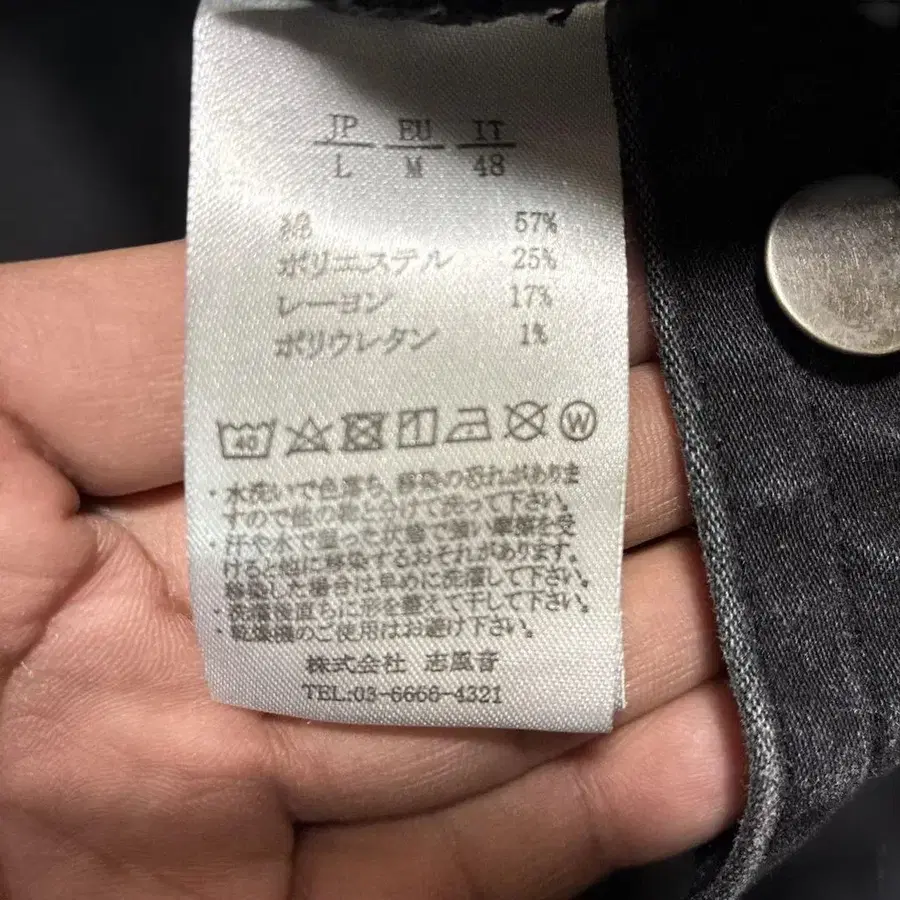 JP EU IT
L M 48
綿 57%
ポリエステル 25%
レーヨン 17%
ポリウレタン 1%
40 W
・水洗いで色落ち、移染の恐れがありま
すので他の物と分けて洗って下さい。
・汗や水で湿った状態で強い摩擦を受
けると他に移染するおそれがあります。
移染した場合は早めに洗濯して下さい。
・洗濯後直ちに形を整えて干して下さい。
・乾燥機のご使用はお避け下さい。
株式会社 志風音
TEL:03-6666-4321